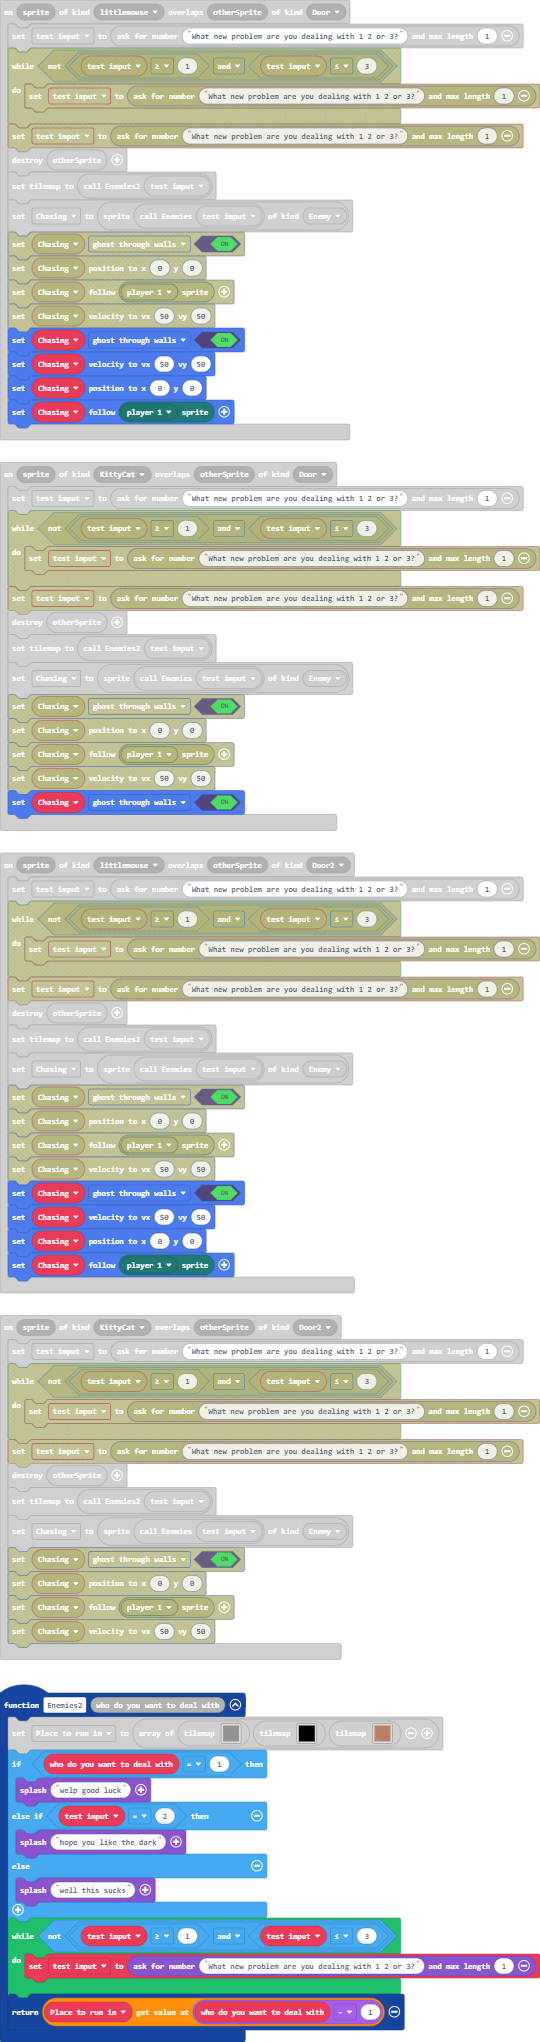 on sprite of kind littlemouse overlaps otherSprite of kind Door
set test imput to ask for number "What new problem are you dealing with 1 2 or 3?" and max length 1
while not test imput ≥ 1 and test imput ≤ 3
do set test imput to ask for number "What new problem are you dealing with 1 2 or 3?" and max length 1
set test imput to ask for number "What new problem are you dealing with 1 2 or 3?" and max length 1
destroy otherSprite
set tilemap to call Enemies2 test imput
set Chasing to sprite call Enemies test imput of kind Enemy
set Chasing ghost through walls ON
set Chasing position to x 0 y 0
set Chasing follow player 1 sprite
set Chasing velocity to vx 50 vy 50
set Chasing ghost through walls ON
set Chasing velocity to vx 50 vy 50
set Chasing position to x 0 y 0
set Chasing follow player 1 sprite
on sprite of kind KittyCat overlaps otherSprite of kind Door
set test imput to ask for number "What new problem are you dealing with 1 2 or 3?" and max length 1
while not test imput ≥ 1 and test imput ≤ 3
do set test imput to ask for number "What new problem are you dealing with 1 2 or 3?" and max length 1
set test imput to ask for number "What new problem are you dealing with 1 2 or 3?" and max length 1
destroy otherSprite
set tilemap to call Enemies2 test imput
set Chasing to sprite call Enemies test imput of kind Enemy
set Chasing ghost through walls ON
set Chasing position to x 0 y 0
set Chasing follow player 1 sprite
set Chasing velocity to vx 50 vy 50
set Chasing ghost through walls ON
on sprite of kind littlemouse overlaps otherSprite of kind Door2
set test imput to ask for number "What new problem are you dealing with 1 2 or 3?" and max length 1
while not test imput ≥ 1 and test imput ≤ 3
do set test imput to ask for number "What new problem are you dealing with 1 2 or 3?" and max length 1
set test imput to ask for number "What new problem are you dealing with 1 2 or 3?" and max length 1
destroy otherSprite
set tilemap to call Enemies2 test imput
set Chasing to sprite call Enemies test imput of kind Enemy
set Chasing ghost through walls ON
set Chasing position to x 0 y 0
set Chasing follow player 1 sprite
set Chasing velocity to vx 50 vy 50
set Chasing ghost through walls ON
set Chasing velocity to vx 50 vy 50
set Chasing position to x 0 y 0
set Chasing follow player 1 sprite
on sprite of kind KittyCat overlaps otherSprite of kind Door2
set test imput to ask for number "What new problem are you dealing with 1 2 or 3?" and max length 1
while not test imput ≥ 1 and test imput ≤ 3
do set test imput to ask for number "What new problem are you dealing with 1 2 or 3?" and max length 1
set test imput to ask for number "What new problem are you dealing with 1 2 or 3?" and max length 1
destroy otherSprite
set tilemap to call Enemies2 test imput
set Chasing to sprite call Enemies test imput of kind Enemy
set Chasing ghost through walls ON
set Chasing position to x 0 y 0
set Chasing follow player 1 sprite
set Chasing velocity to vx 50 vy 50
function Enemies2 who do you want to deal with
set Place to run in to array of tilemap tilemap tilemap
if who do you want to deal with = 1 then
splash "welp good luck"
else if test imput = 2 then
splash "hope you like the dark"
else
splash "well this sucks"
while not test imput ≥ 1 and test imput ≤ 3
do set test imput to ask for number "What new problem are you dealing with 1 2 or 3?" and max length 1
return Place to run in get value at who do you want to deal with - 1